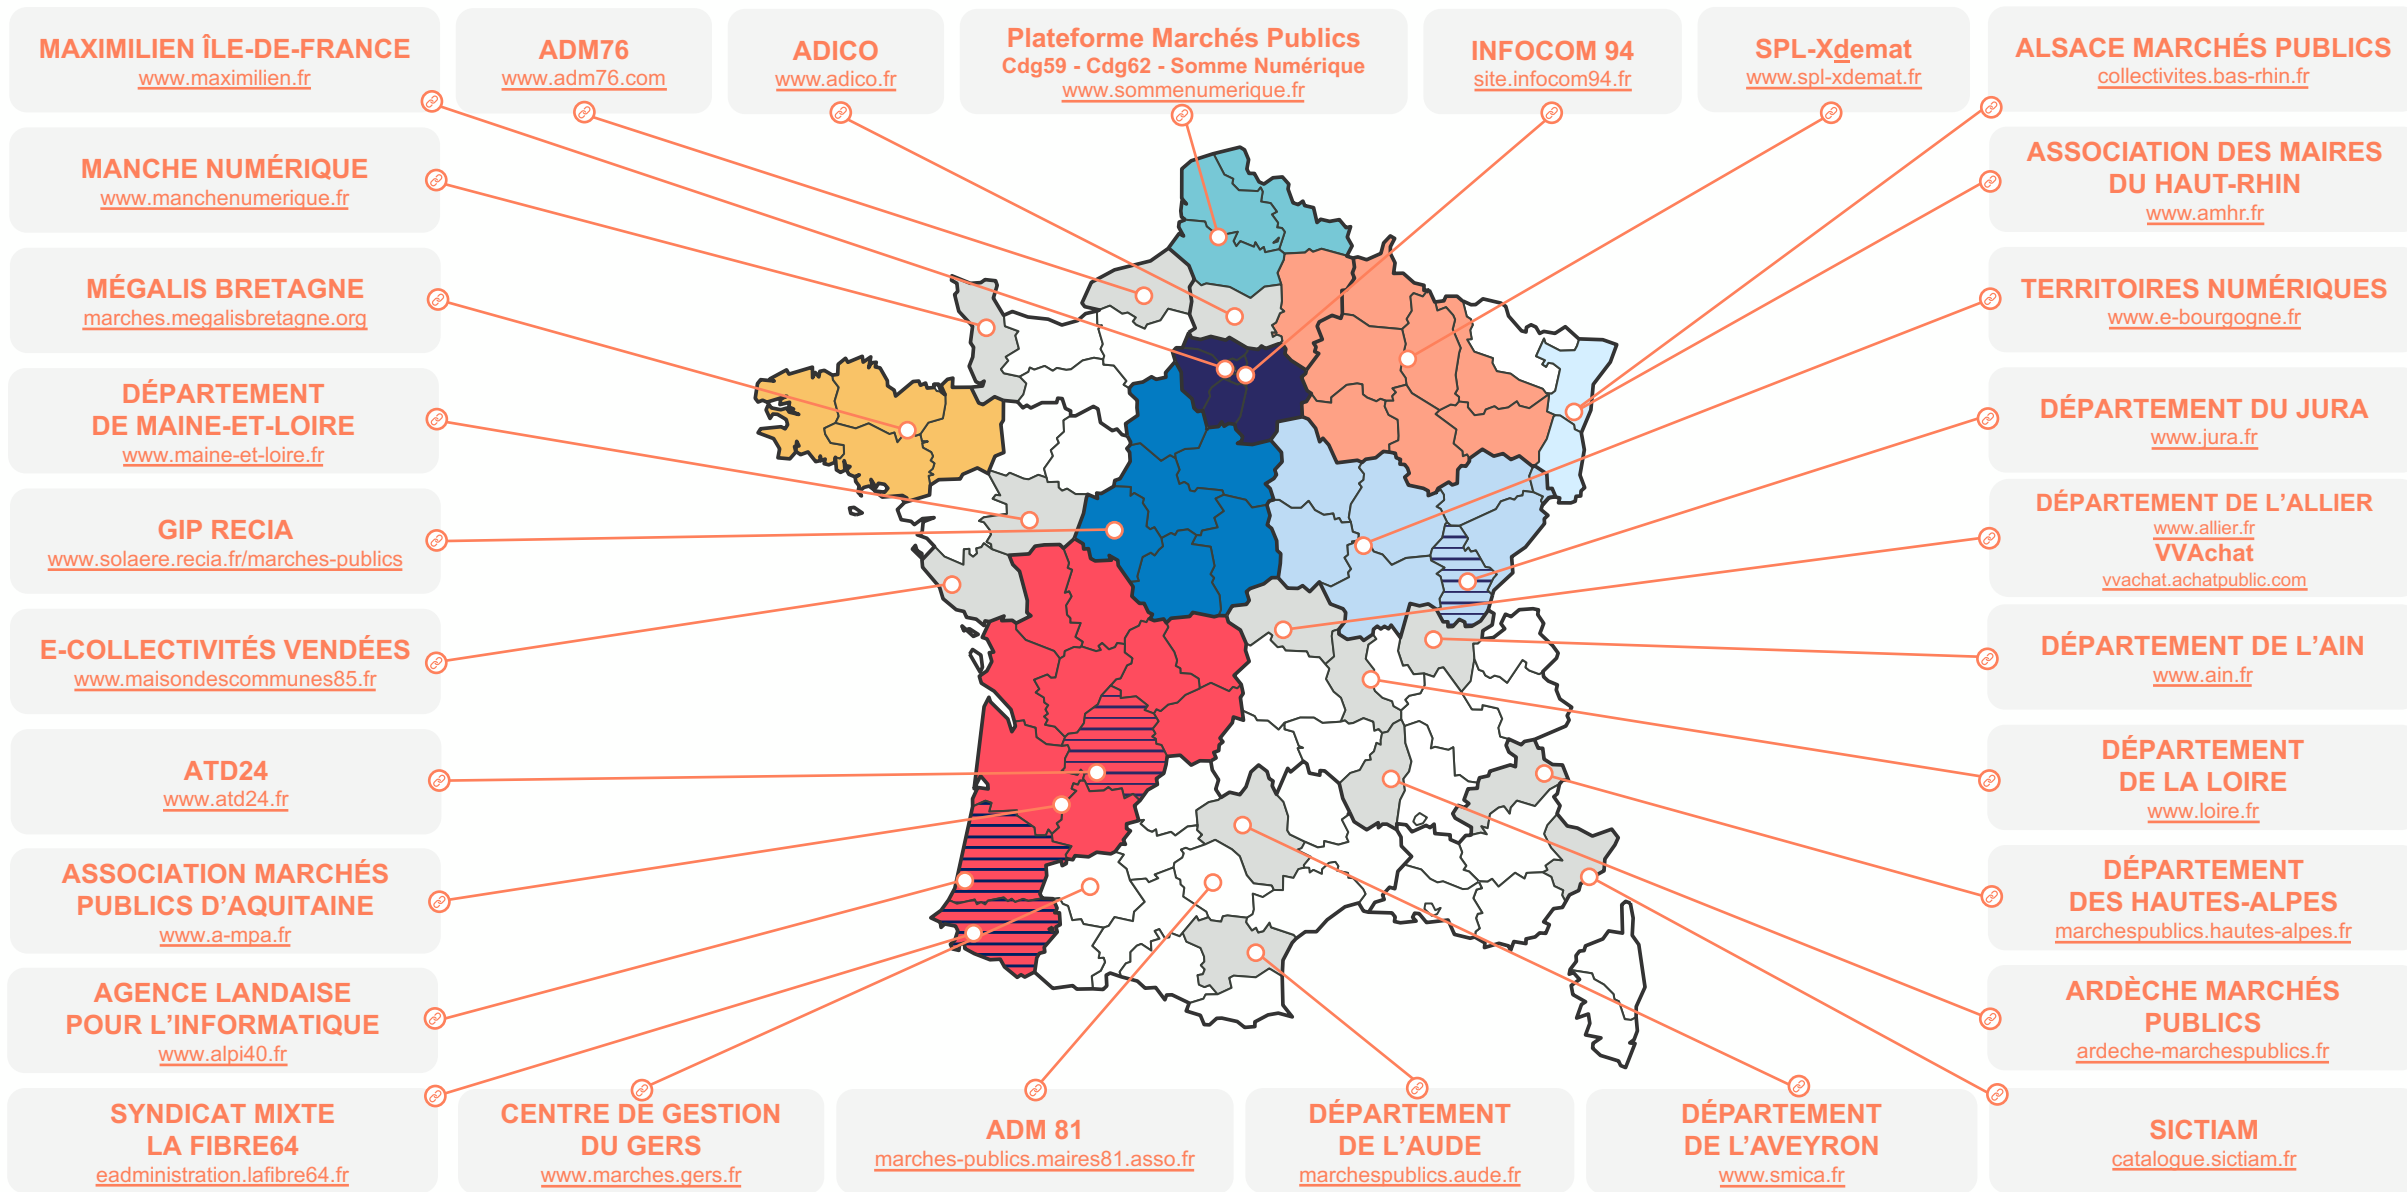 MAXIMILIEN ÎLE-DE-FRANCE
www.maximilien.fr
ADM76
www.adm76.com
ADICO
www.adico.fr
Plateforme Marchés Publics
Cdg59 - Cdg62 - Somme Numérique
www.sommenumerique.fr
INFOCOM 94
site.infocom94.fr
SPL-Xdemat
www.spl-xdemat.fr
ALSACE MARCHÉS PUBLICS
collectivites.bas-rhin.fr
MANCHE NUMÉRIQUE
www.manchenumerique.fr
MÉGALIS BRETAGNE
marches.megalisbretagne.org
DÉPARTEMENT
DE MAINE-ET-LOIRE
www.maine-et-loire.fr
GIP RECIA
www.solaere.recia.fr/marches-publics
E-COLLECTIVITÉS VENDÉES
www.maisondescommunes85.fr
ATD24
www.atd24.fr
ASSOCIATION MARCHÉS
PUBLICS D'AQUITAINE
www.a-mpa.fr
AGENCE LANDAISE
POUR L'INFORMATIQUE
www.alpi40.fr
SYNDICAT MIXTE
LA FIBRE64
eadministration.lafibre64.fr
CENTRE DE GESTION
DU GERS
www.marches.gers.fr
ADM 81
marches-publics.maires81.asso.fr
DÉPARTEMENT
DE L'AUDE
marchespublics.aude.fr
DÉPARTEMENT
DE L'AVEYRON
www.smica.fr
ASSOCIATION DES MAIRES
DU HAUT-RHIN
www.amhr.fr
TERRITOIRES NUMÉRIQUES
www.e-bourgogne.fr
DÉPARTEMENT DU JURA
www.jura.fr
DÉPARTEMENT DE L'ALLIER
www.allier.fr
VVAchat
vvachat.achatpublic.com
DÉPARTEMENT DE L'AIN
www.ain.fr
DÉPARTEMENT
DE LA LOIRE
www.loire.fr
DÉPARTEMENT
DES HAUTES-ALPES
marchespublics.hautes-alpes.fr
ARDÈCHE MARCHÉS
PUBLICS
ardeche-marchespublics.fr
SICTIAM
catalogue.sictiam.fr